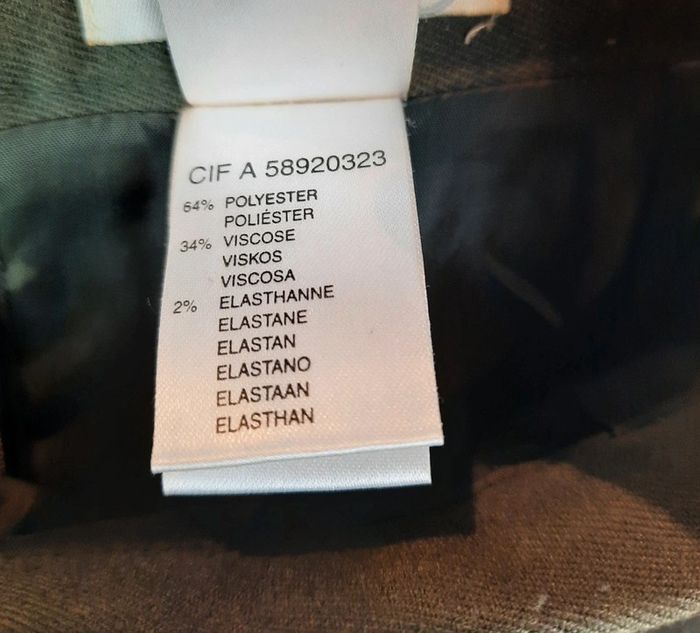 CIF A 58920323
64% POLYESTER
POLIÉSTER
34% VISCOSE
VISKOS
VISCOSA
2% ELASTHANNE
ELASTANE
ELASTAN
ELASTANO
ELASTAAN
ELASTHAN